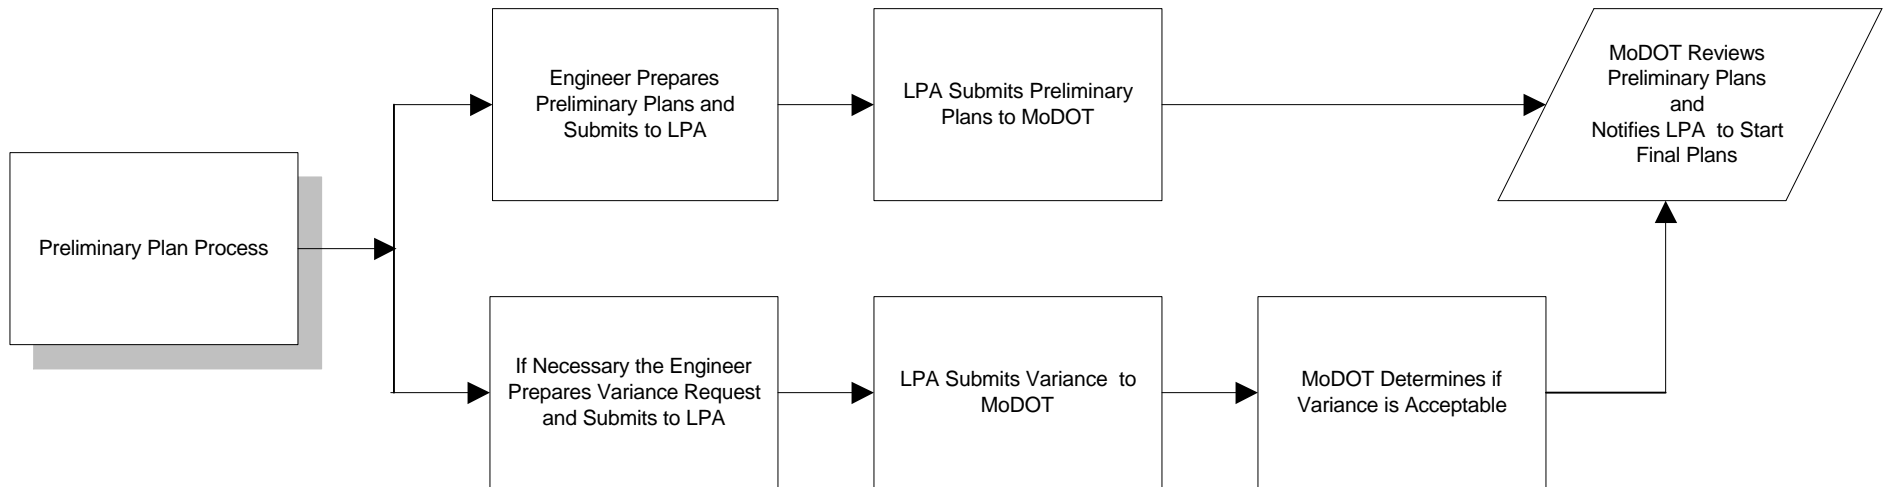 Preliminary Plan Process
Engineer Prepares
Preliminary Plans and
Submits to LPA
LPA Submits Preliminary
Plans to MoDOT
MoDOT Reviews
Preliminary Plans
and
Notifies LPA to Start
Final Plans
If Necessary the Engineer
Prepares Variance Request
and Submits to LPA
LPA Submits Variance to
MoDOT
MoDOT Determines if
Variance is Acceptable